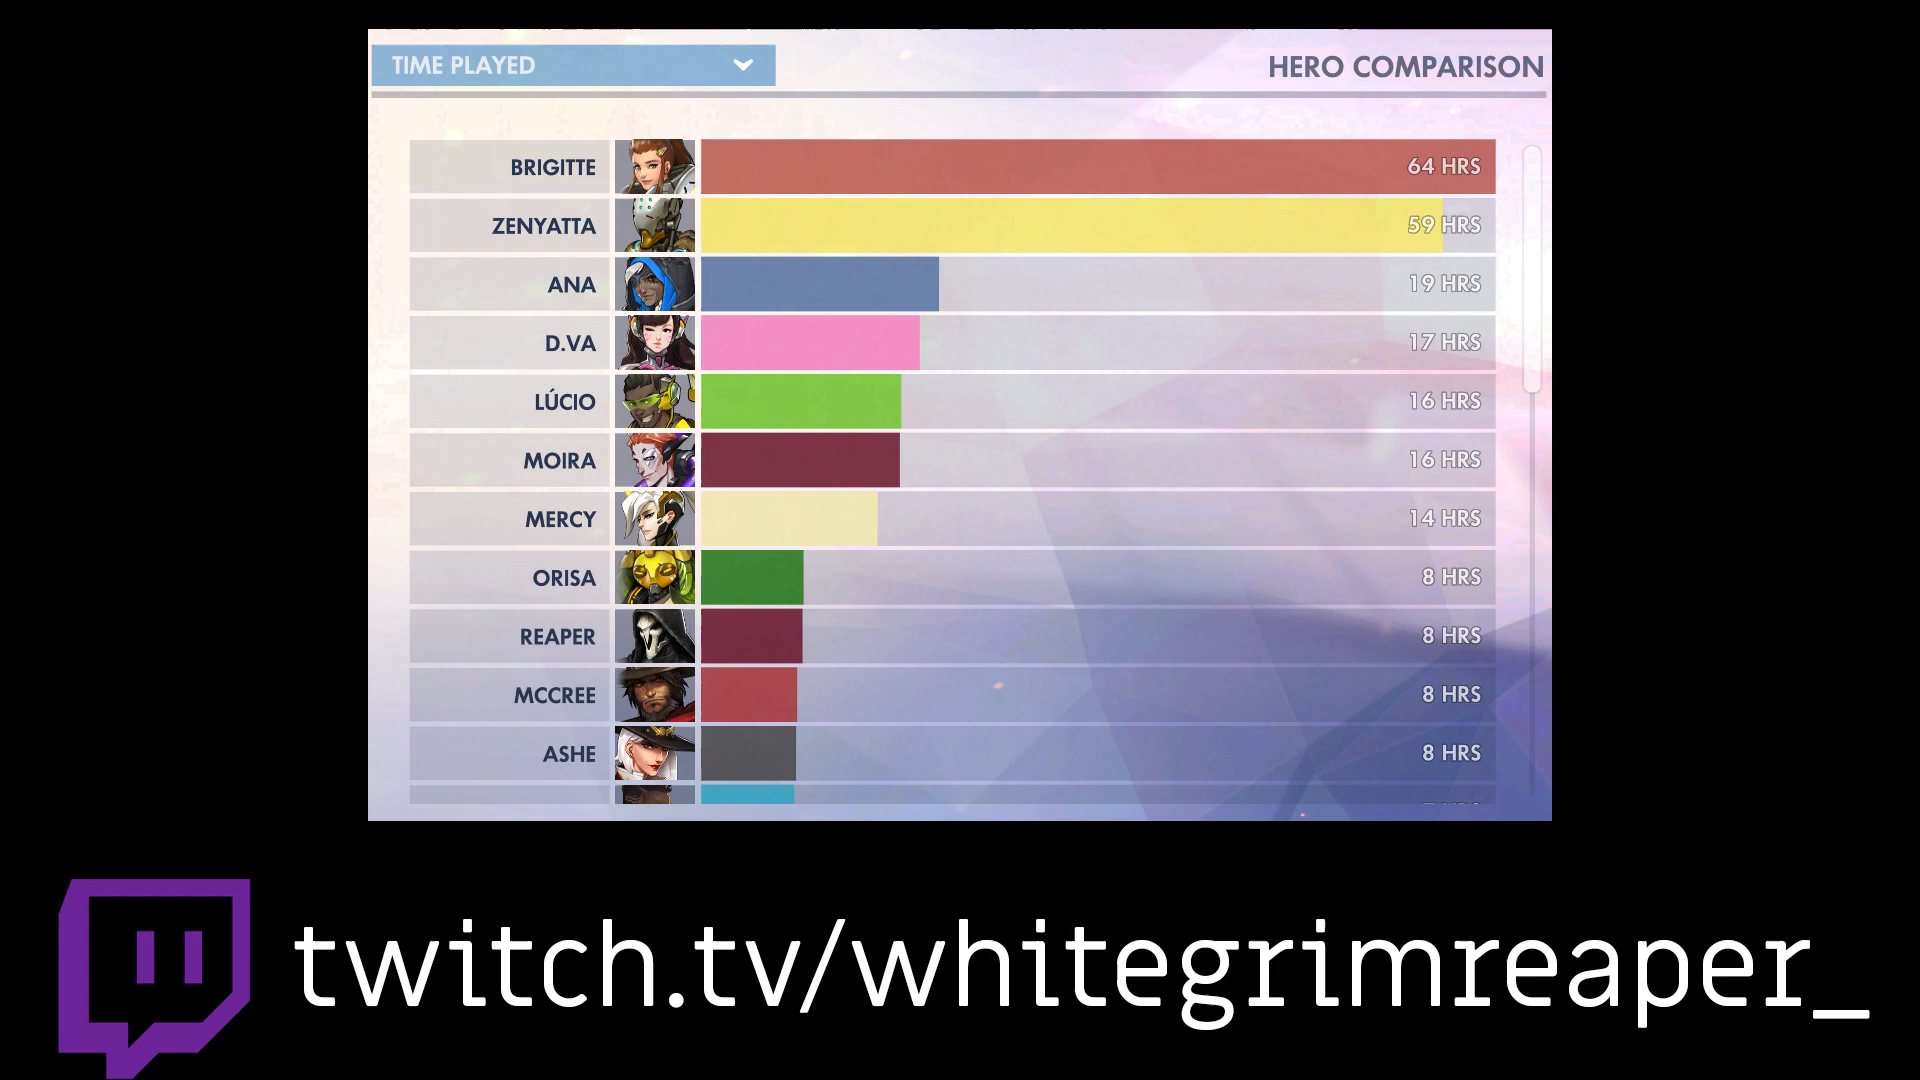 TIME PLAYED
HERO COMPARISON
BRIGITTE 64 HRS
ZENYATTA 59 HRS
ANA 19 HRS
D.VA 17 HRS
LÚCIO 16 HRS
MOIRA 16 HRS
MERCY 14 HRS
ORISA 8 HRS
REAPER 8 HRS
MCCREE 8 HRS
ASHE 8 HRS
twitch.tv/whitegrimreaper_